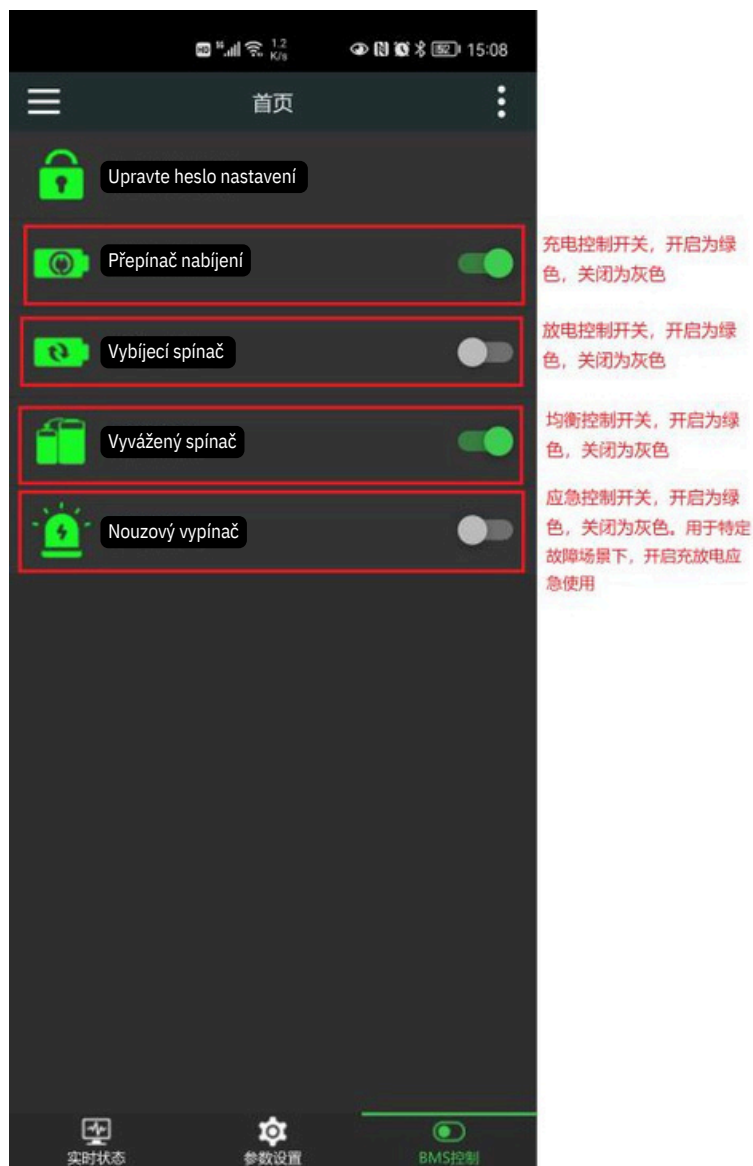 HD 5G 1.2 K/s 52 15:08
首页
Upravte heslo nastavení
Přepínač nabíjení
充电控制开关，开启为绿
色，关闭为灰色
Vybíjecí spínač
放电控制开关，开启为绿
色，关闭为灰色
Vyvážený spínač
均衡控制开关，开启为绿
色，关闭为灰色
Nouzový vypínač
应急控制开关，开启为绿
色，关闭为灰色。用于特定
故障场景下，开启充放电应
急使用
实时状态
参数设置
BMS控制